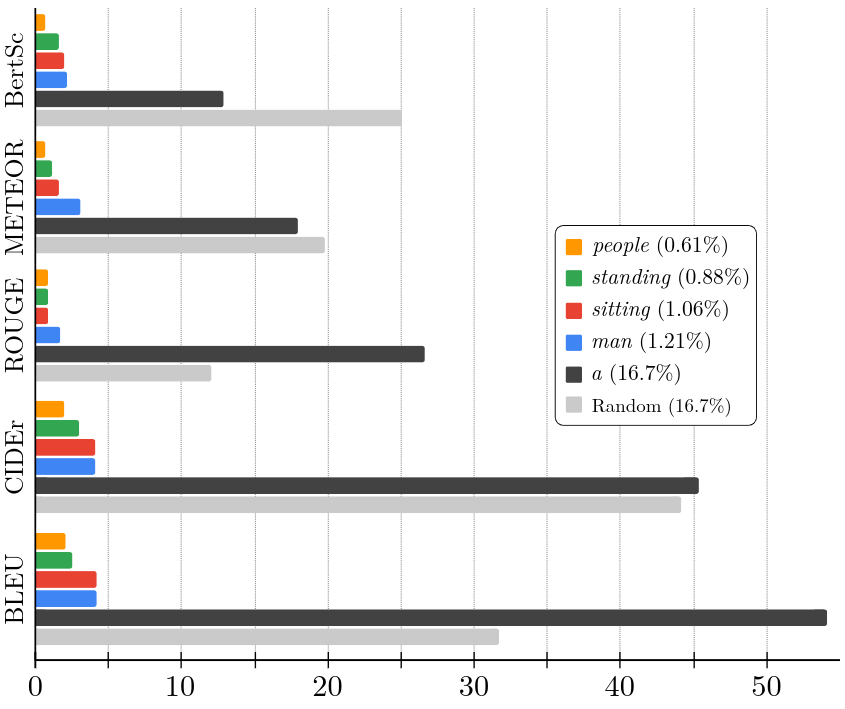 BertSc
METEOR
ROUGE
CIDEr
BLEU
people (0.61%)
standing (0.88%)
sitting (1.06%)
man (1.21%)
a (16.7%)
Random (16.7%)
0 10 20 30 40 50